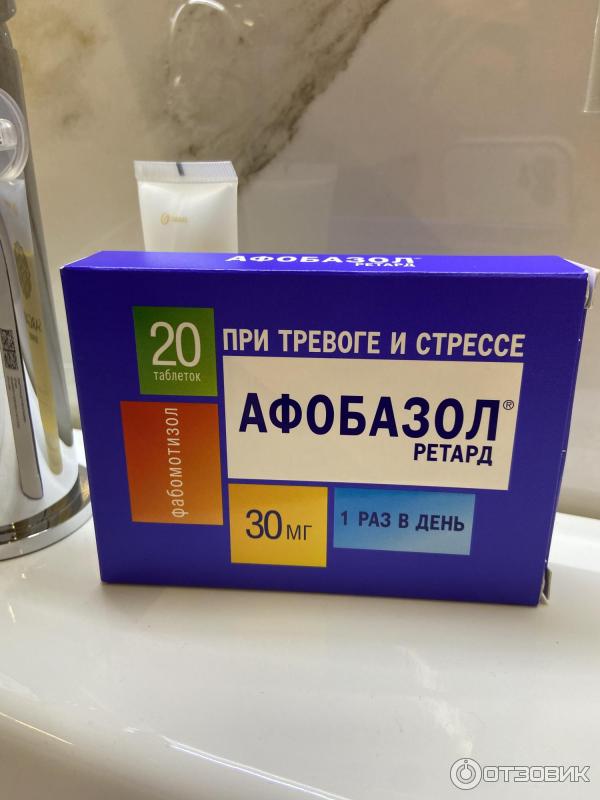 АФОБАЗОЛ®
РЕТАРД
20
таблеток
ПРИ ТРЕВОГЕ И СТРЕССЕ
АФОБАЗОЛ®
РЕТАРД
фабомотизол
30 мг
1 РАЗ В ДЕНЬ
ОТЗОВИК